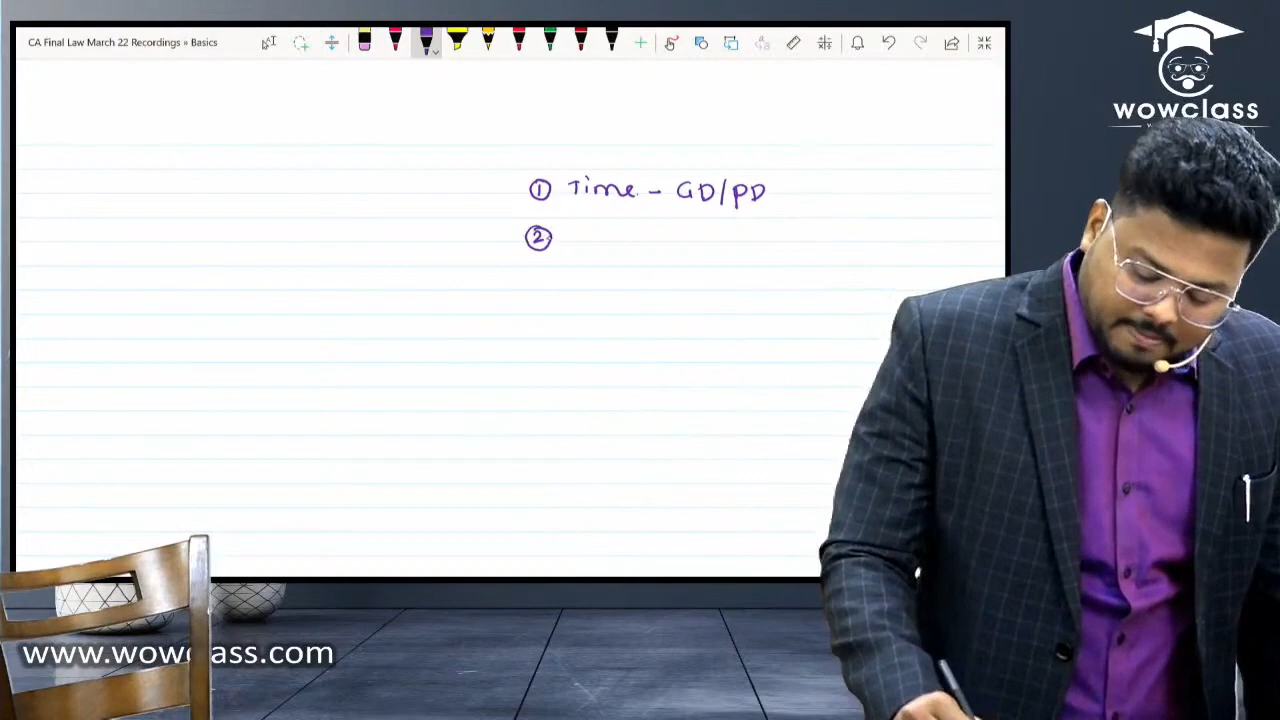 CA Final Law March 22 Recordings » Basics
wowclass
① Time - GD/PD
②
www.wowclass.com